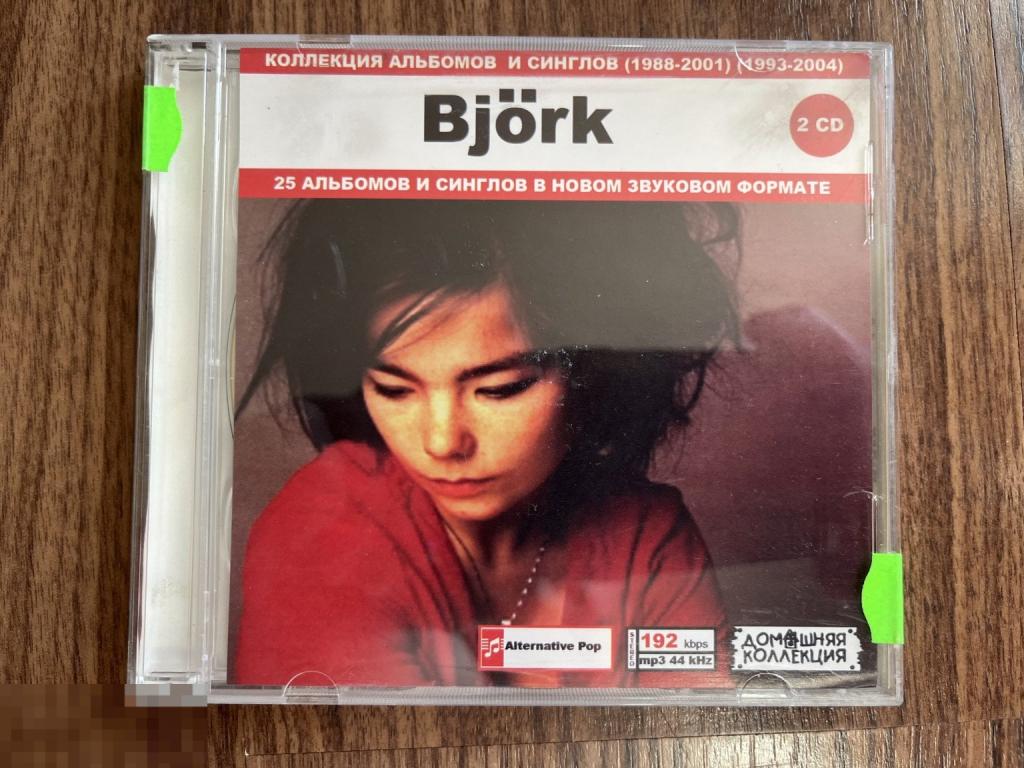 КОЛЛЕКЦИЯ АЛЬБОМОВ И СИНГЛОВ (1988-2001) (1993-2004)
Björk
2 CD
25 АЛЬБОМОВ И СИНГЛОВ В НОВОМ ЗВУКОВОМ ФОРМАТЕ
Alternative Pop
STEREO
192 kbps
mp3 44 kHz
ДОМАШНЯЯ
КОЛЛЕКЦИЯ